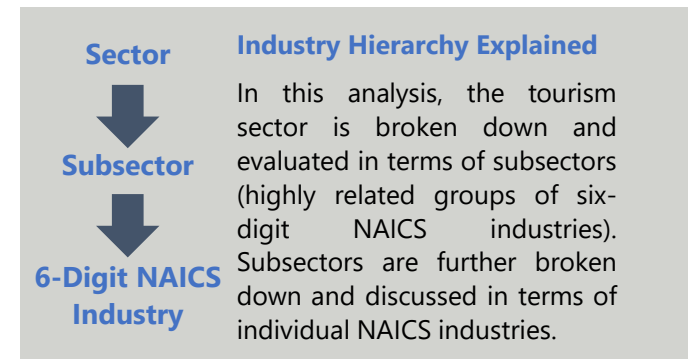 Sector
Subsector
6-Digit NAICS
Industry
Industry Hierarchy Explained
In this analysis, the tourism
sector is broken down and
evaluated in terms of subsectors
(highly related groups of six-
digit NAICS industries).
Subsectors are further broken
down and discussed in terms of
individual NAICS industries.